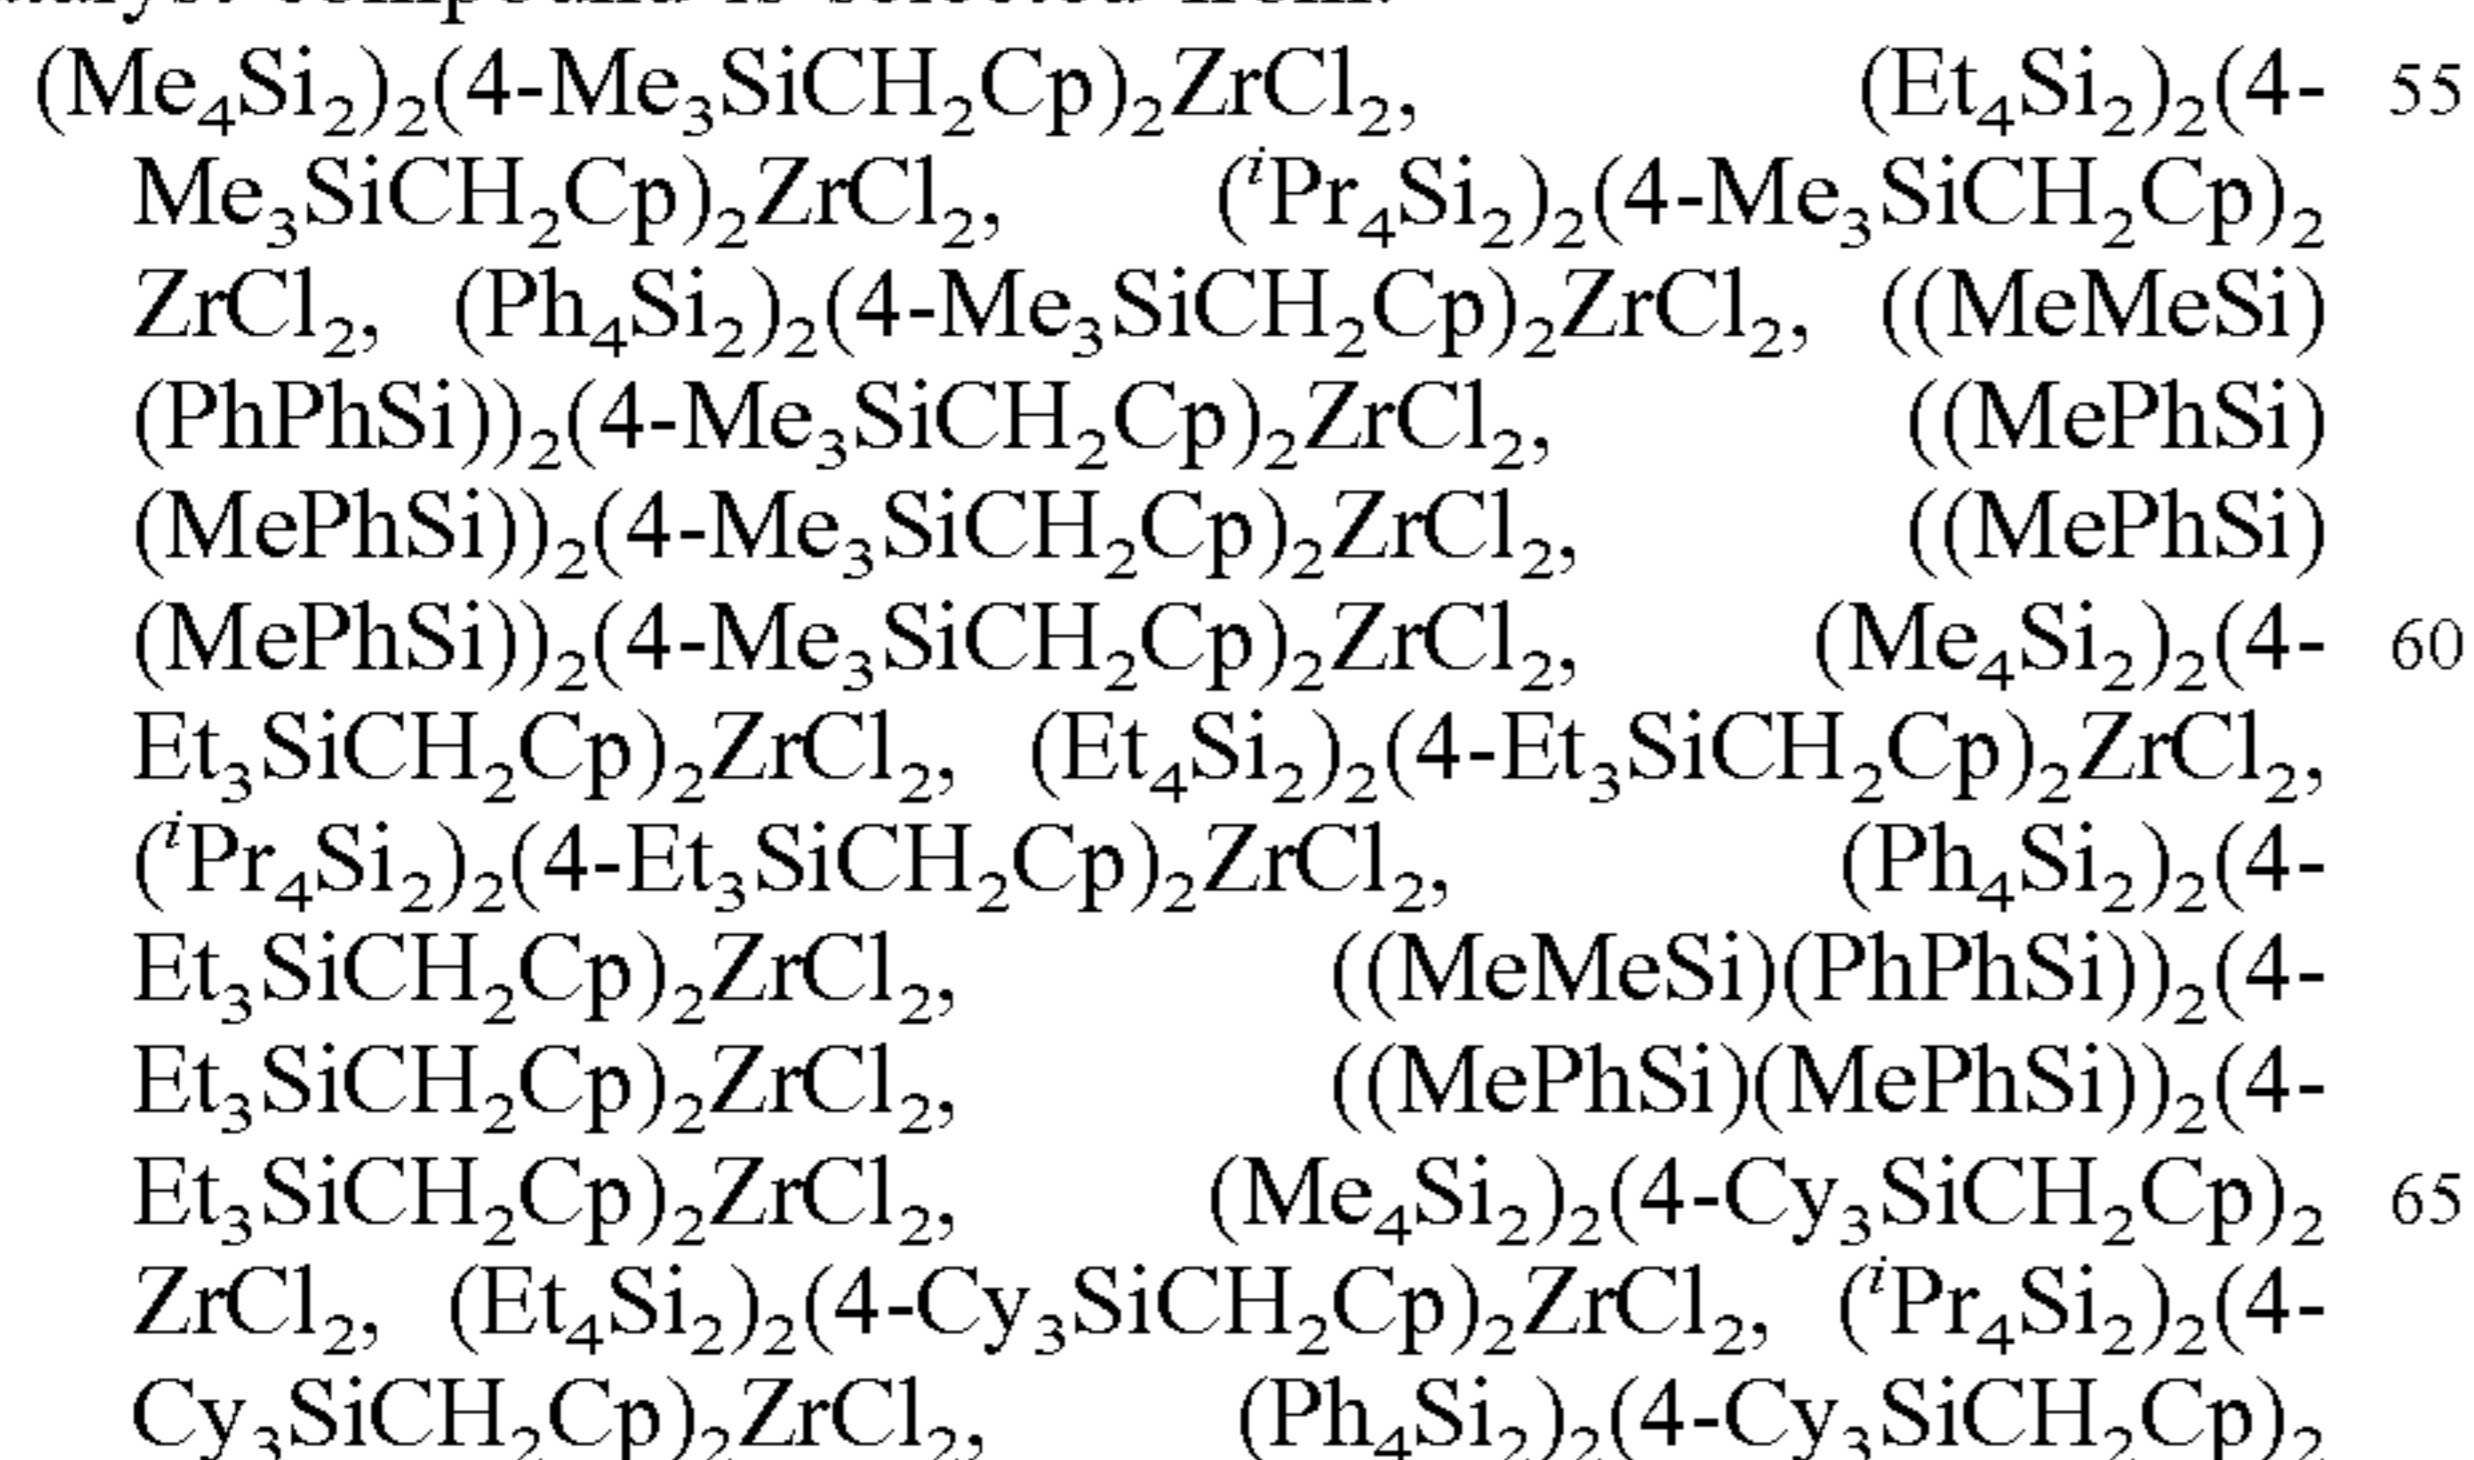 catalyst compound is selected from:
(Me₄Si₂)₂(4-Me₃SiCH₂Cp)₂ZrCl₂, (Et₄Si₂)₂(4- 55
Me₃SiCH₂Cp)₂ZrCl₂, (ⁱPr₄Si₂)₂(4-Me₃SiCH₂Cp)₂
ZrCl₂, (Ph₄Si₂)₂(4-Me₃SiCH₂Cp)₂ZrCl₂, ((MeMeSi)
(PhPhSi))₂(4-Me₃SiCH₂Cp)₂ZrCl₂, ((MePhSi)
(MePhSi))₂(4-Me₃SiCH₂Cp)₂ZrCl₂, ((MePhSi)
(MePhSi))₂(4-Me₃SiCH₂Cp)₂ZrCl₂, (Me₄Si₂)₂(4- 60
Et₃SiCH₂Cp)₂ZrCl₂, (Et₄Si₂)₂(4-Et₃SiCH₂Cp)₂ZrCl₂,
(ⁱPr₄Si₂)₂(4-Et₃SiCH₂Cp)₂ZrCl₂, (Ph₄Si₂)₂(4-
Et₃SiCH₂Cp)₂ZrCl₂, ((MeMeSi)(PhPhSi))₂(4-
Et₃SiCH₂Cp)₂ZrCl₂, ((MePhSi)(MePhSi))₂(4-
Et₃SiCH₂Cp)₂ZrCl₂, (Me₄Si₂)₂(4-Cy₃SiCH₂Cp)₂ 65
ZrCl₂, (Et₄Si₂)₂(4-Cy₃SiCH₂Cp)₂ZrCl₂, (ⁱPr₄Si₂)₂(4-
Cy₃SiCH₂Cp)₂ZrCl₂, (Ph₄Si₂)₂(4-Cy₃SiCH₂Cp)₂